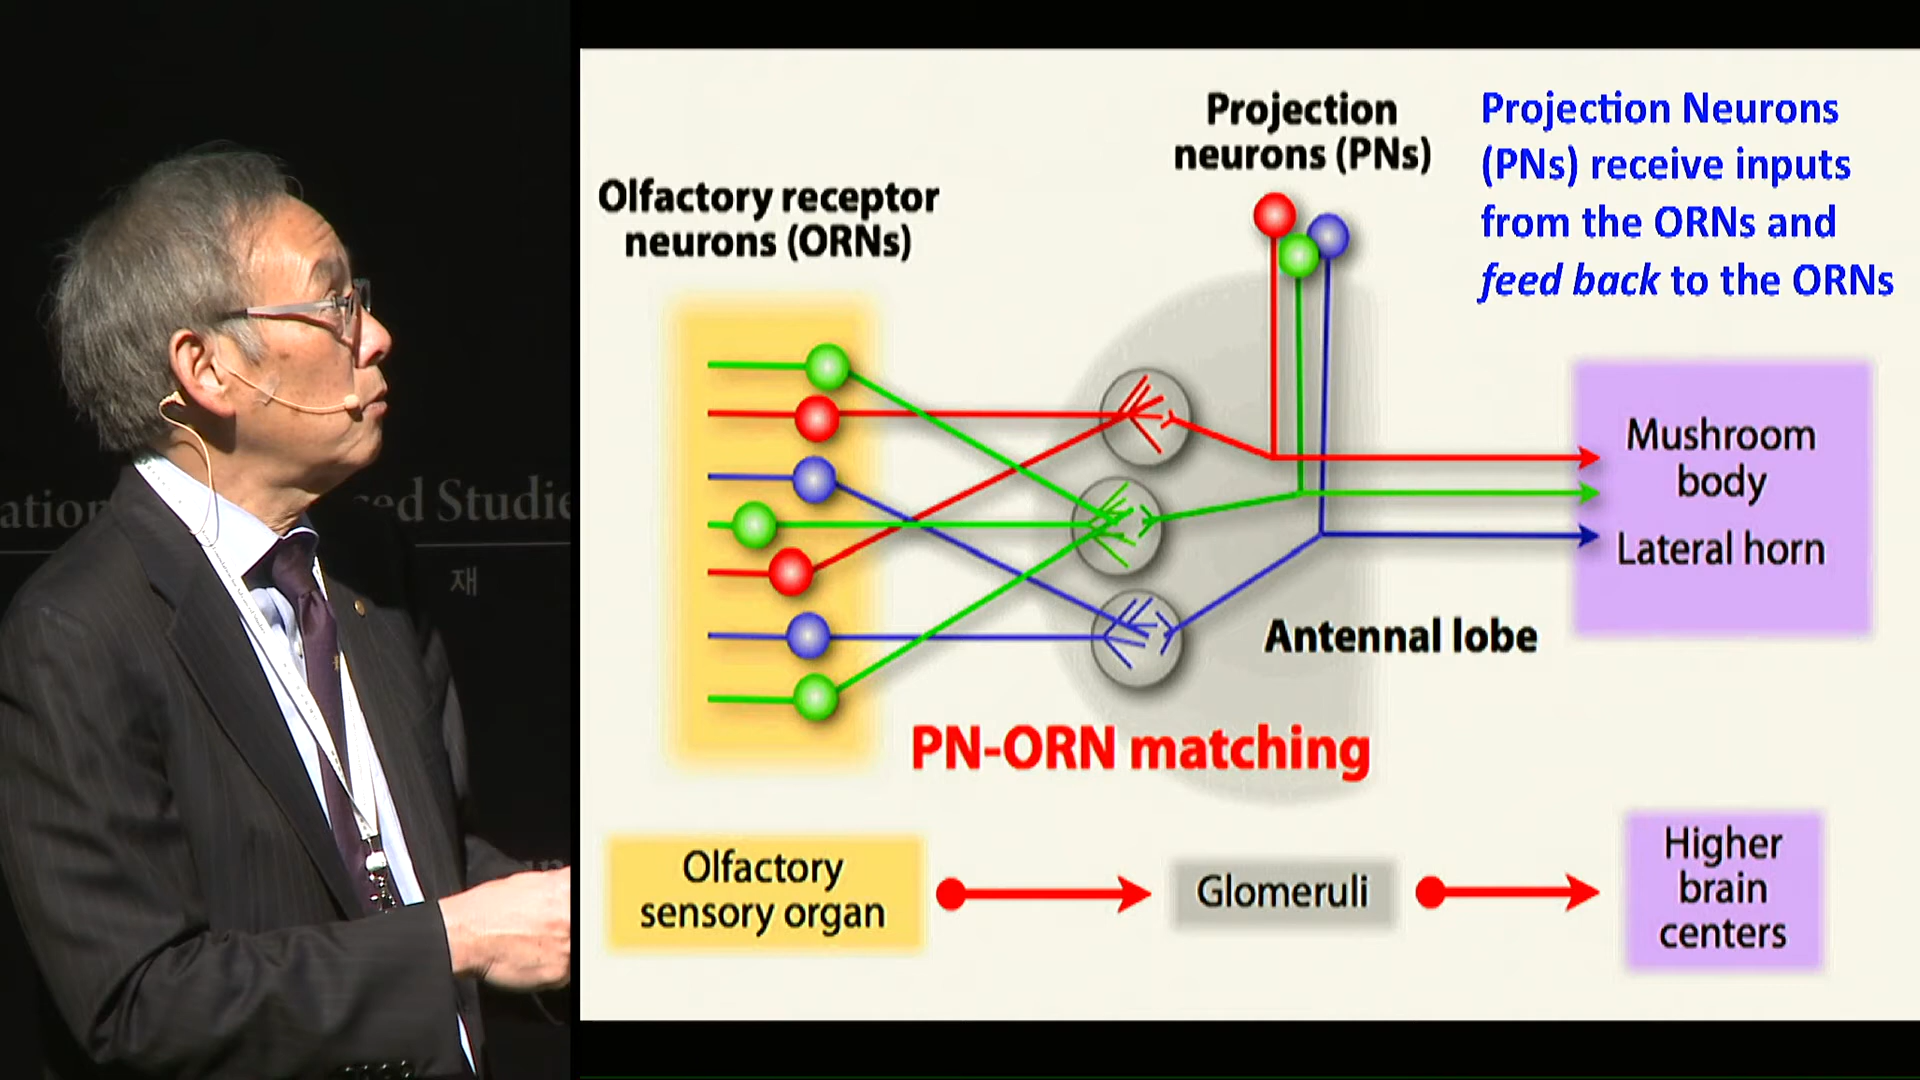 Projection
neurons (PNs)
Projection Neurons
(PNs) receive inputs
from the ORNs and
feed back to the ORNs
Olfactory receptor
neurons (ORNs)
Mushroom
body
Lateral horn
Antennal lobe
PN-ORN matching
Olfactory
sensory organ
Glomeruli
Higher
brain
centers
Studie
재